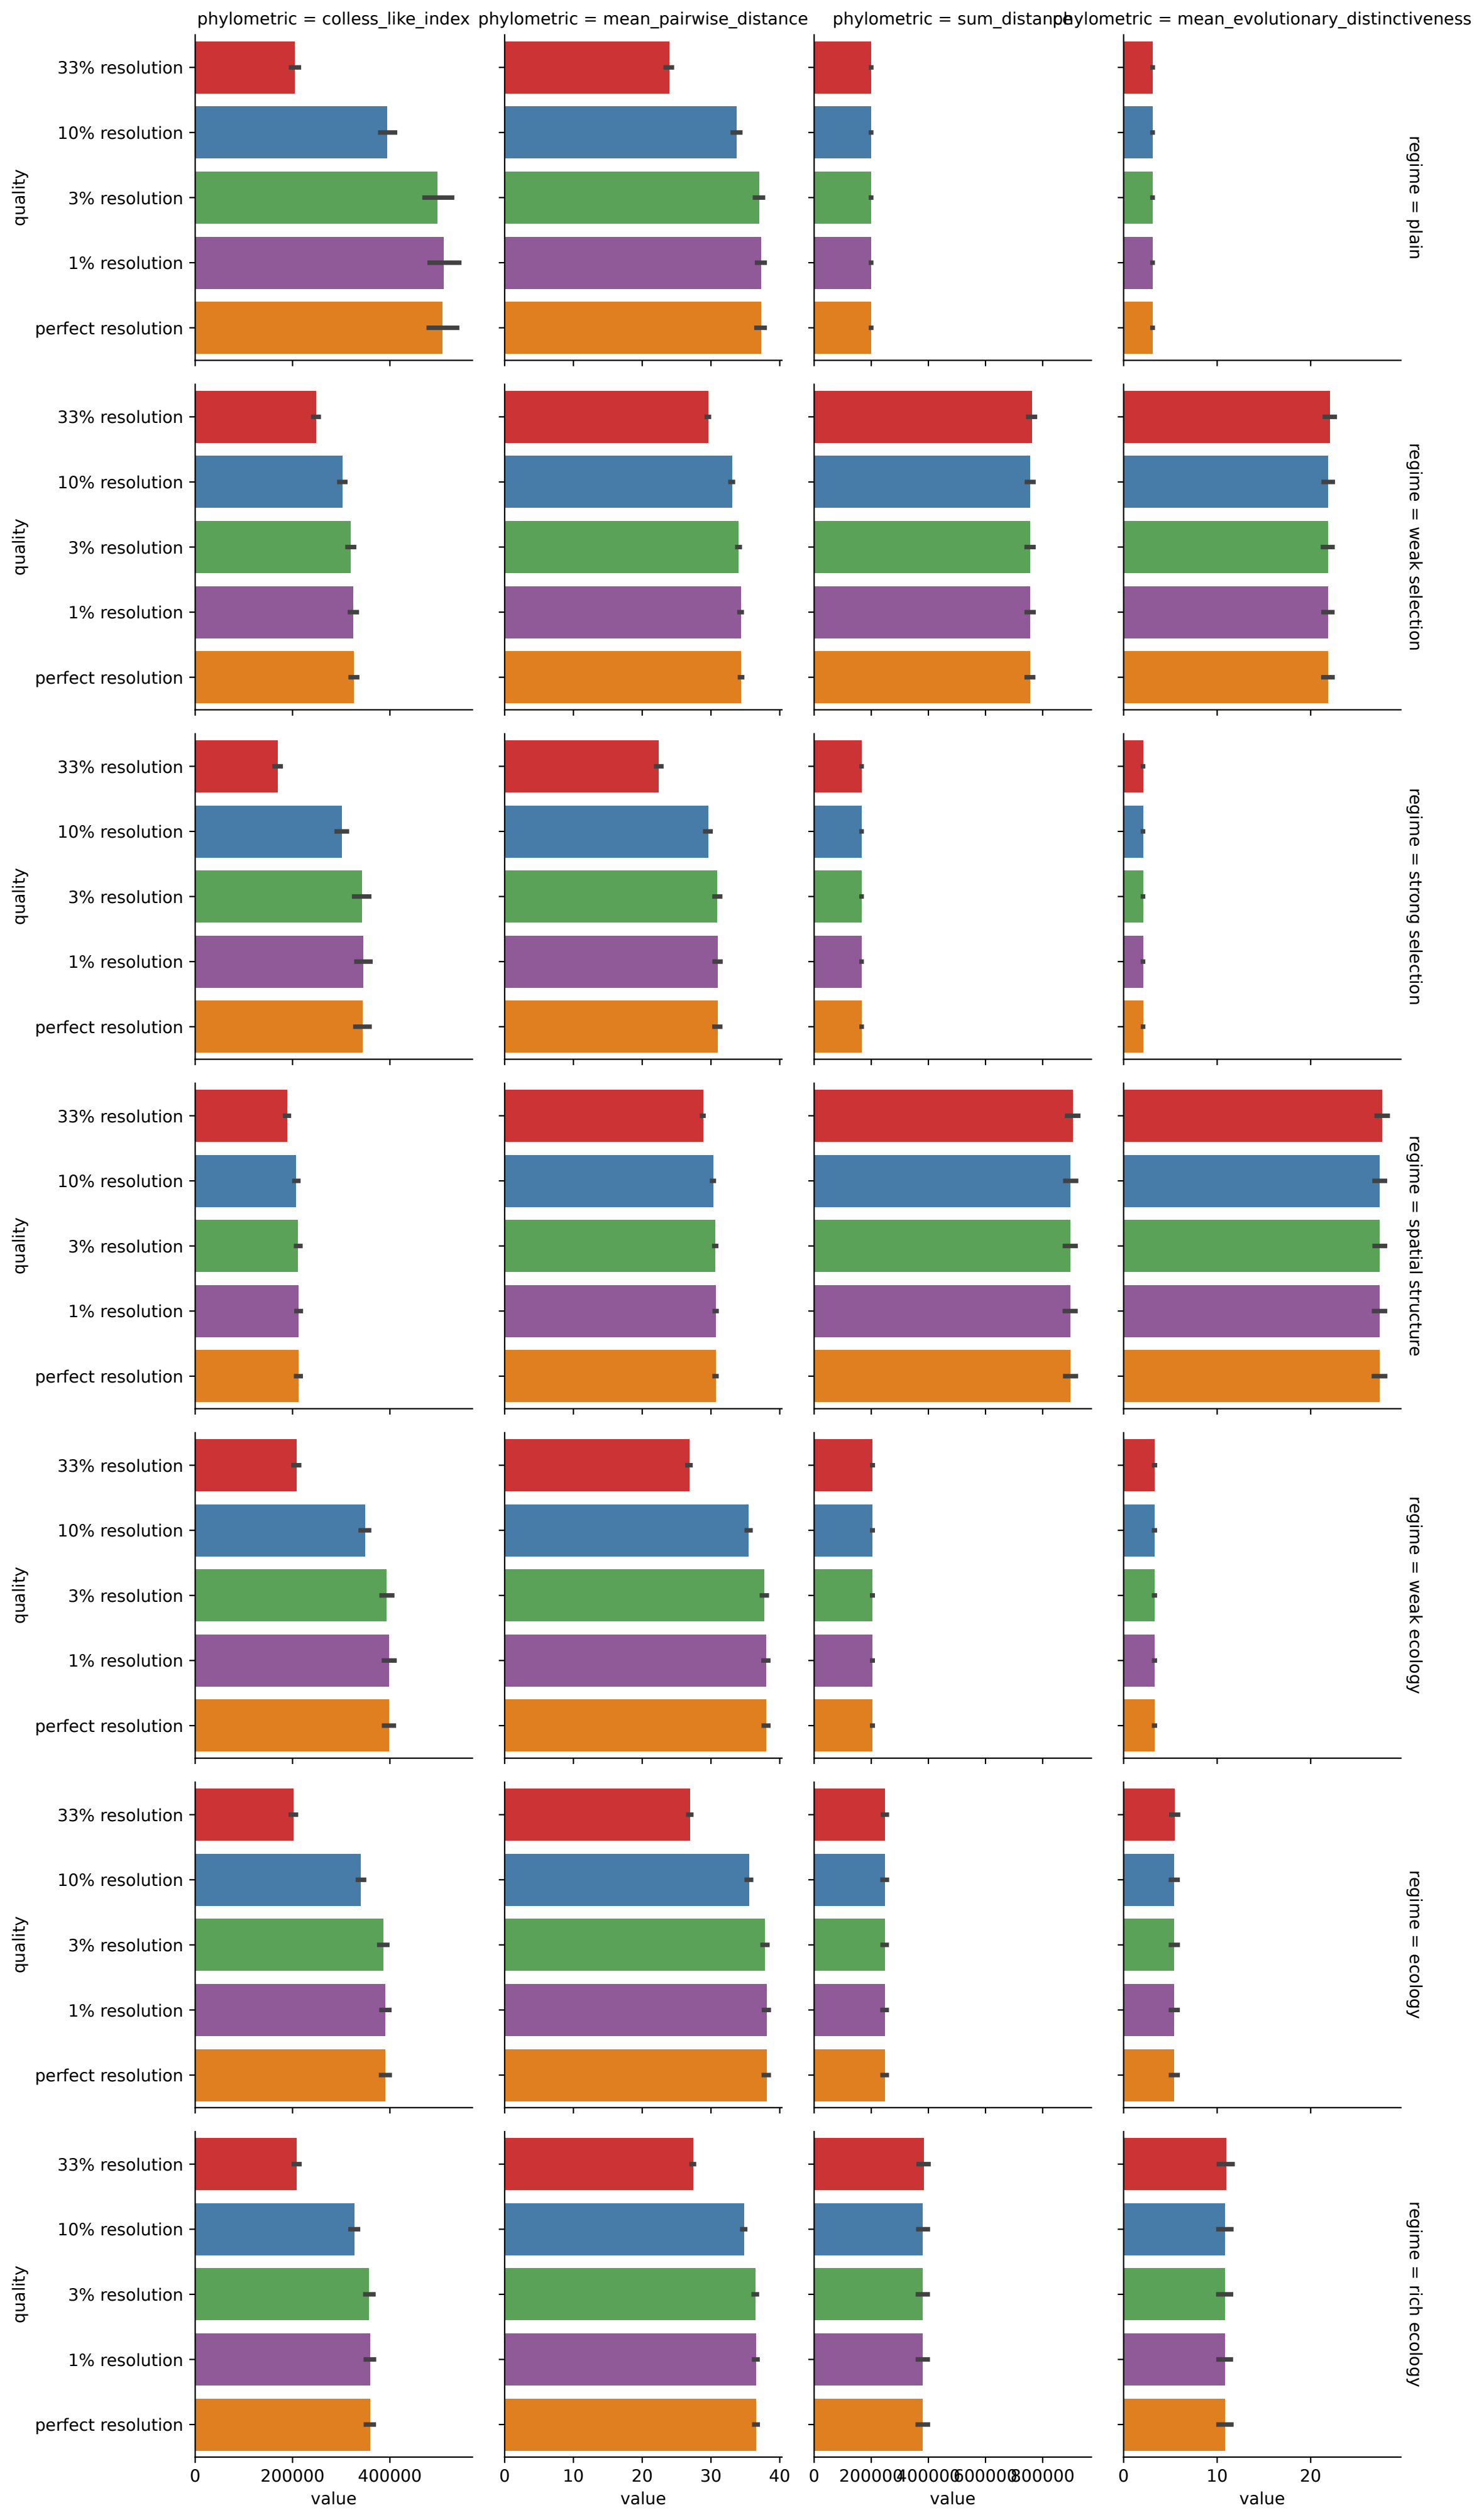 phylometric = colless_like_index
phylometric = mean_pairwise_distance
phylometric = sum_distance
phylometric = mean_evolutionary_distinctiveness
33% resolution
10% resolution
3% resolution
1% resolution
perfect resolution
quality
regime = plain
33% resolution
10% resolution
3% resolution
1% resolution
perfect resolution
quality
regime = weak selection
33% resolution
10% resolution
3% resolution
1% resolution
perfect resolution
quality
regime = strong selection
33% resolution
10% resolution
3% resolution
1% resolution
perfect resolution
quality
regime = spatial structure
33% resolution
10% resolution
3% resolution
1% resolution
perfect resolution
quality
regime = weak ecology
33% resolution
10% resolution
3% resolution
1% resolution
perfect resolution
quality
regime = ecology
33% resolution
10% resolution
3% resolution
1% resolution
perfect resolution
quality
regime = rich ecology
0 200000 400000
0 10 20 30 40
0 200000 400000 600000 800000
0 10 20
value
value
value
value